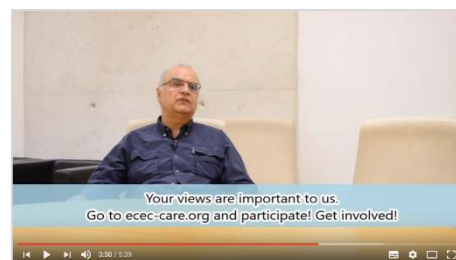 Your views are important to us.
Go to ecec-care.org and participate! Get involved!
3:50 / 5:39